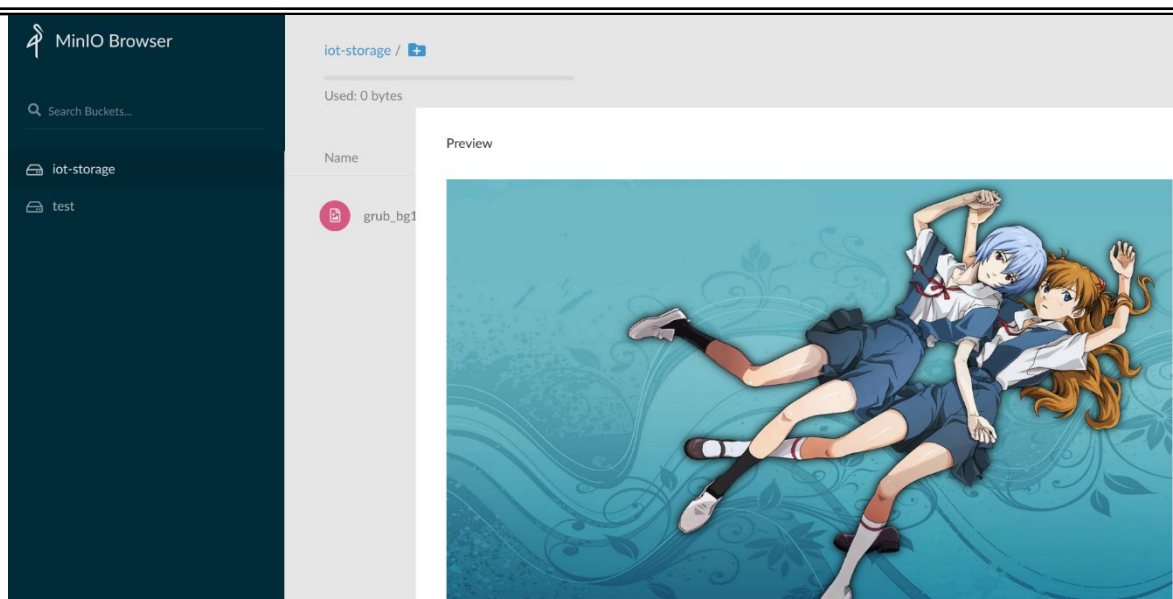 MinIO Browser
Search Buckets...
iot-storage
test
iot-storage /
Used: 0 bytes
Name
grub_bg1
Preview